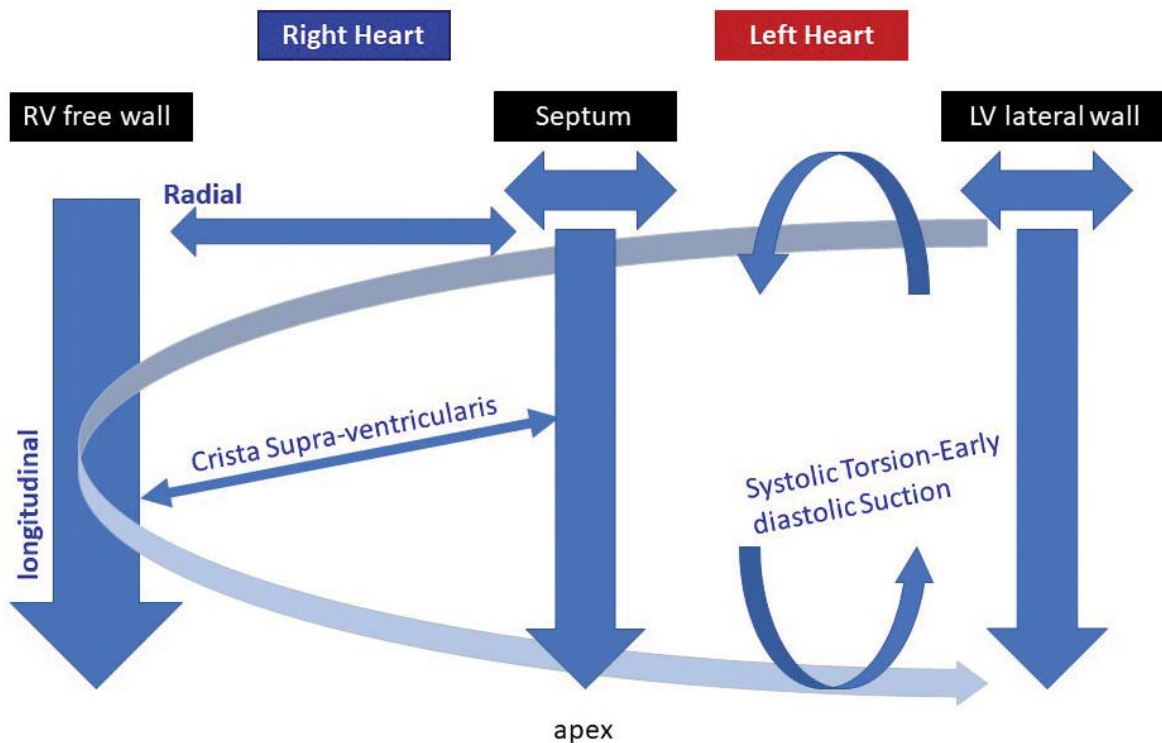 Right Heart
Left Heart
RV free wall
Septum
LV lateral wall
Radial
longitudinal
Crista Supra-ventricularis
Systolic Torsion-Early
diastolic Suction
apex